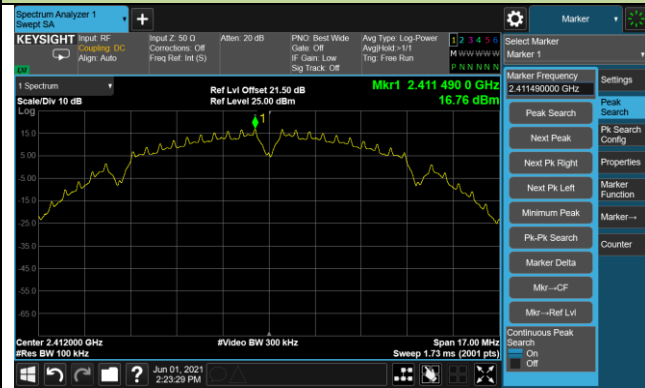 Spectrum Analyzer 1
Swept SA
+
Marker
KEYSIGHT
Input: RF
Coupling: DC
Align: Auto
Input Z: 50 Ω
Corrections: Off
Freq Ref: Int (S)
Atten: 20 dB
PNO: Best Wide
Gate: Off
IF Gain: Low
Sig Track: Off
Avg Type: Log-Power
Avg|Hold:>1/1
Trig: Free Run
1 2 3 4 5 6
M W W W W W
P N N N N N
Select Marker
Marker 1
1 Spectrum
Scale/Div 10 dB
Ref Lvl Offset 21.50 dB
Ref Level 25.00 dBm
Mkr1 2.411 490 0 GHz
16.76 dBm
Log
15.0
5.00
-5.00
-15.0
-25.0
-35.0
-45.0
-55.0
-65.0
1
Center 2.412000 GHz
#Res BW 100 kHz
#Video BW 300 kHz
Span 17.00 MHz
Sweep 1.73 ms (2001 pts)
Marker Frequency
2.411490000 GHz
Peak Search
Next Peak
Next Pk Right
Next Pk Left
Minimum Peak
Pk-Pk Search
Marker Delta
Mkr→CF
Mkr→Ref Lvl
Continuous Peak
Search
On
Off
Settings
Peak
Search
Pk Search
Config
Properties
Marker
Function
Marker→
Counter
?
Jun 01, 2021
2:23:29 PM